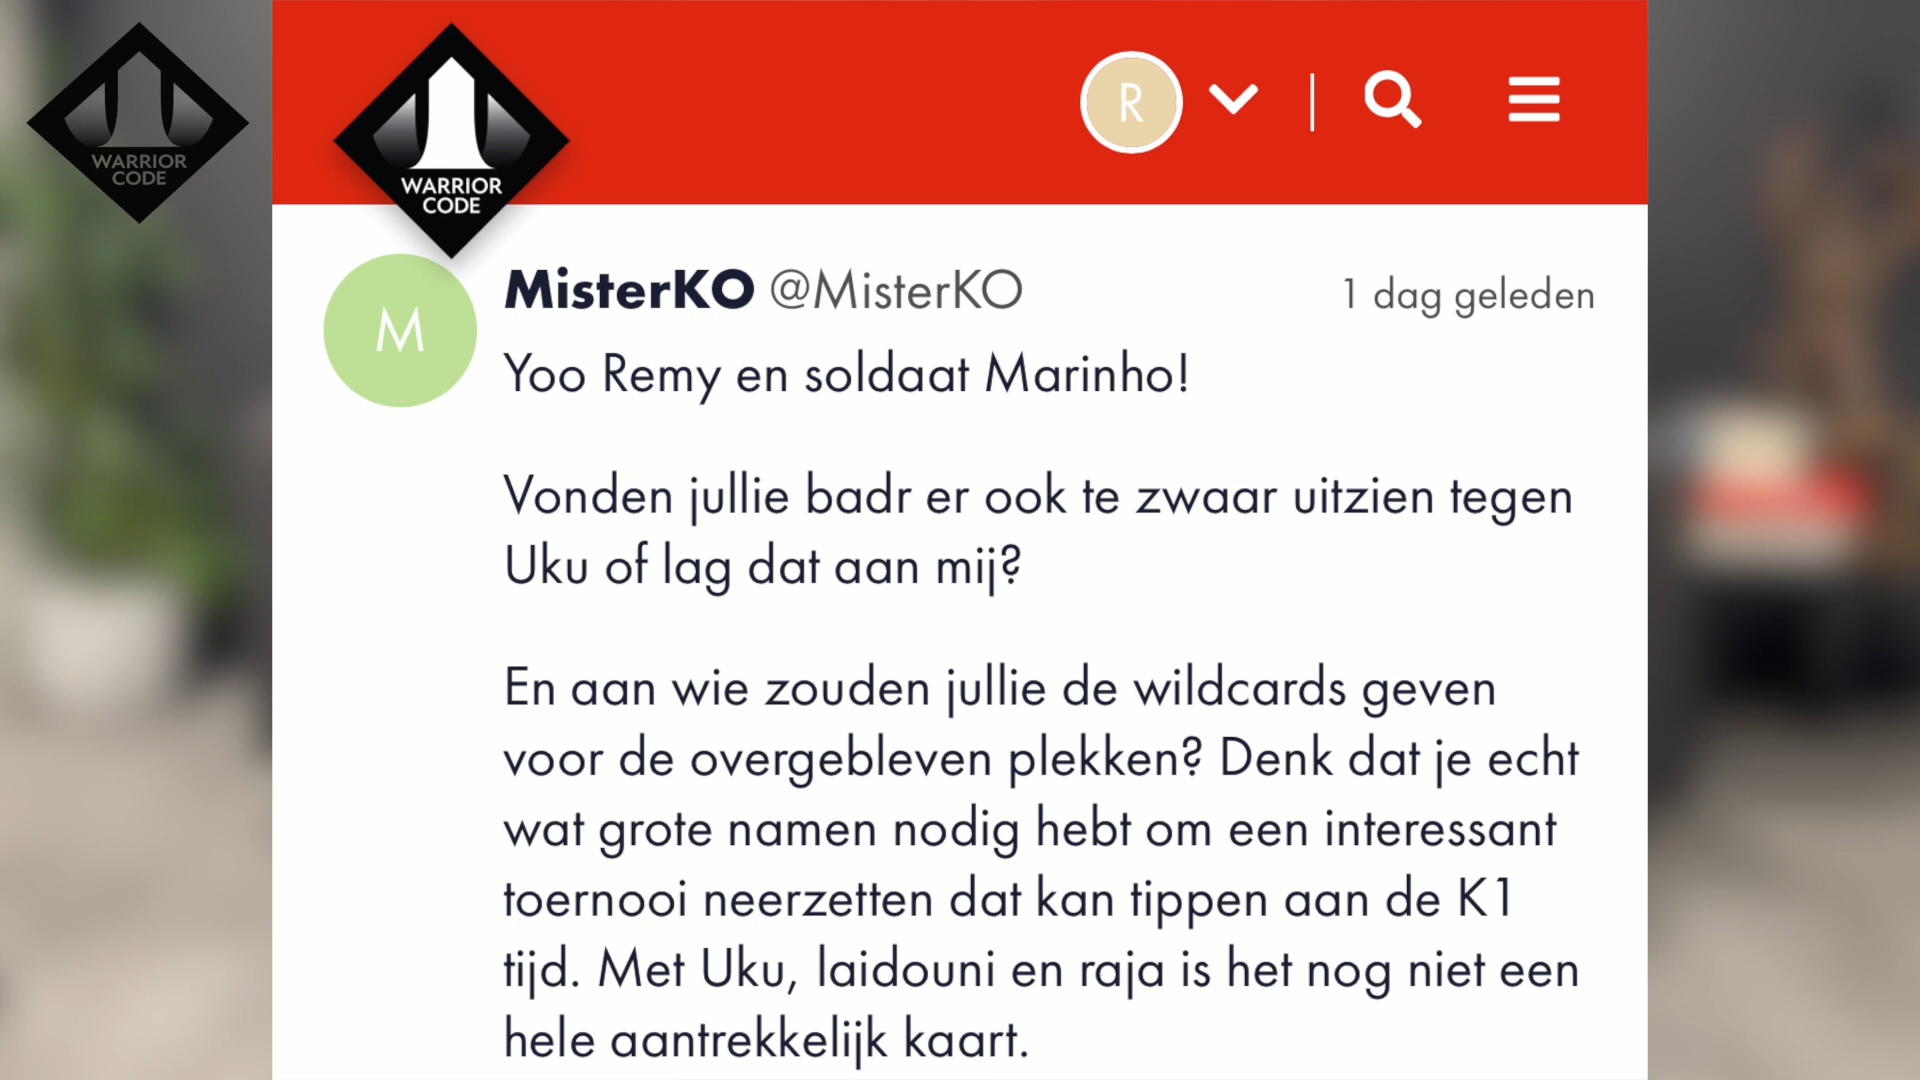 WARRIOR
CODE
WARRIOR
CODE
R
M
MisterKO @MisterKO
1 dag geleden
Yoo Remy en soldaat Marinho!
Vonden jullie badr er ook te zwaar uitzien tegen
Uku of lag dat aan mij?
En aan wie zouden jullie de wildcards geven
voor de overgebleven plekken? Denk dat je echt
wat grote namen nodig hebt om een interessant
toernooi neerzetten dat kan tippen aan de K1
tijd. Met Uku, laidouni en raja is het nog niet een
hele aantrekkelijk kaart.